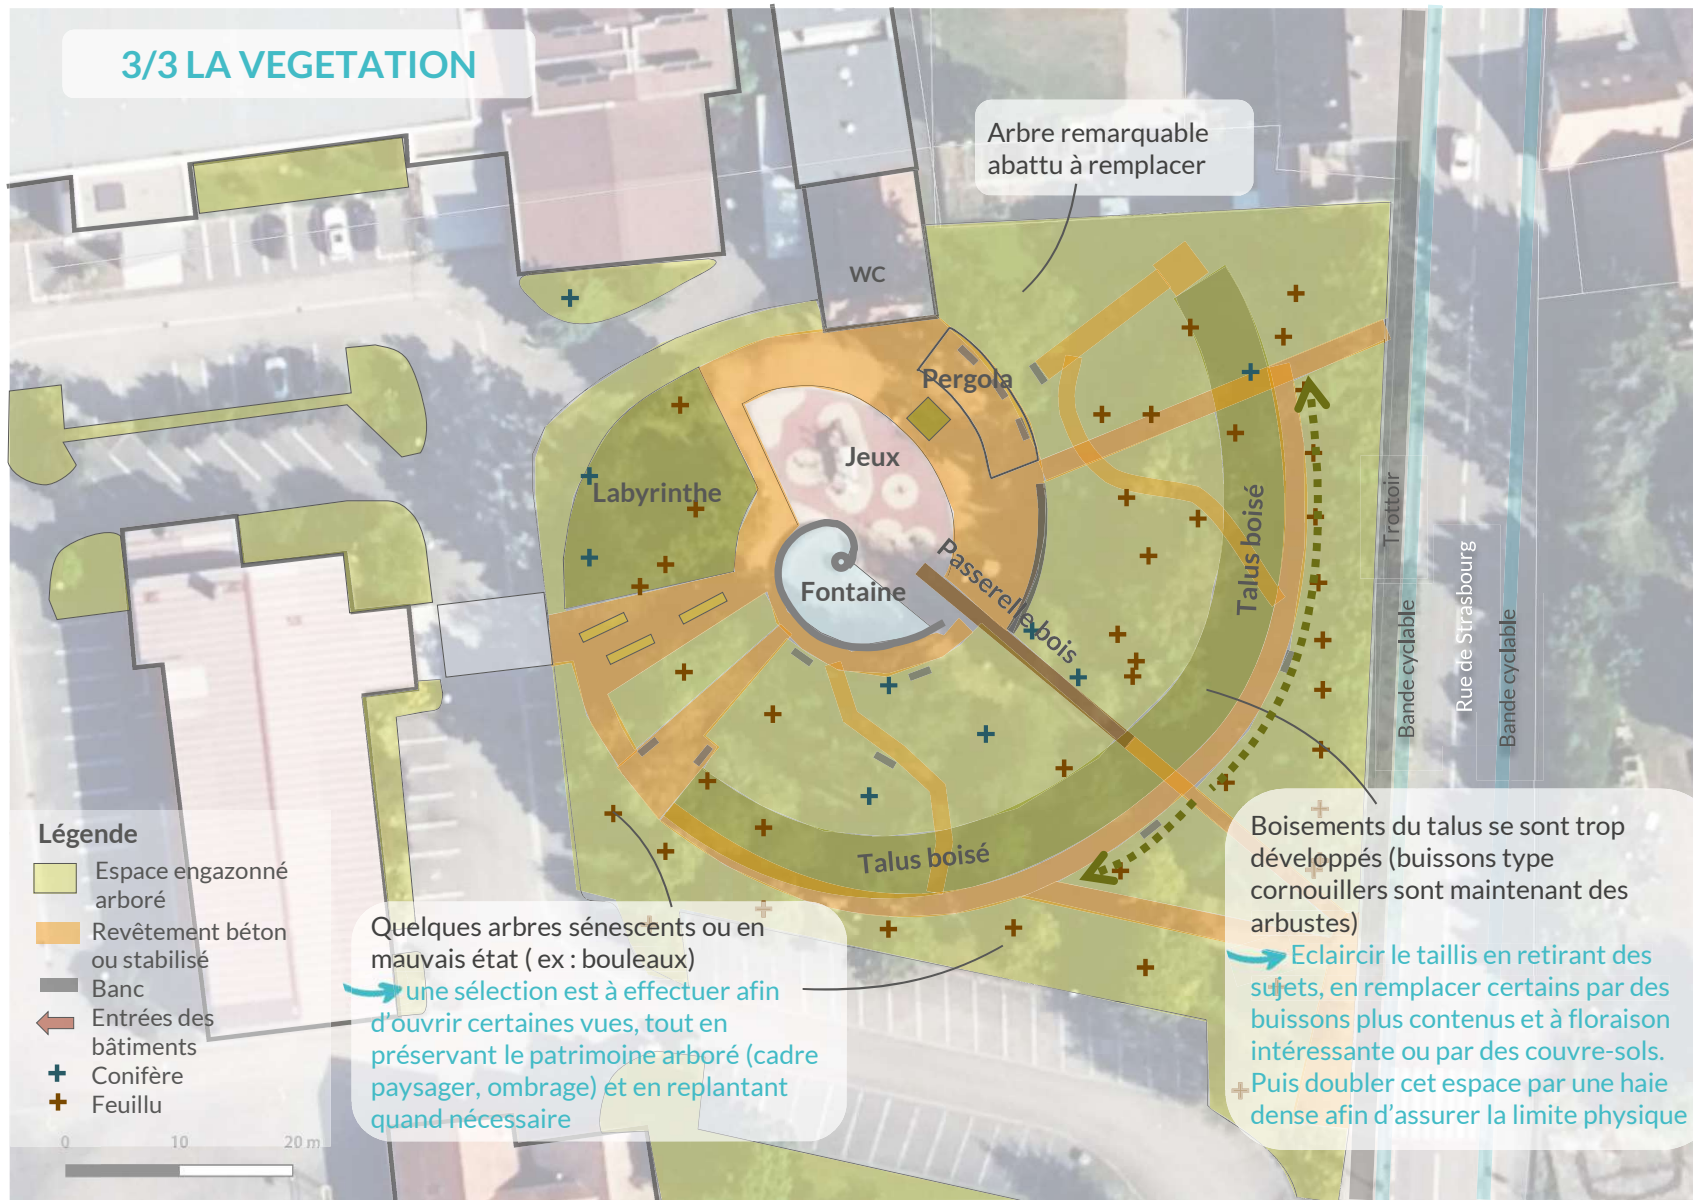 3/3 LA VEGETATION
Arbre remarquable
abattu à remplacer
WC
Pergola
Jeux
Labyrinthe
Fontaine
Passerelle bois
Talus boisé
Talus boisé
Trottoir
Bande cyclable
Rue de Strasbourg
Bande cyclable
Légende
Espace engazonné
arboré
Revêtement béton
ou stabilisé
Banc
Entrées des
bâtiments
Conifère
Feuillu
0 10 20 m
Quelques arbres sénescents ou en
mauvais état ( ex : bouleaux)
une sélection est à effectuer afin
d’ouvrir certaines vues, tout en
préservant le patrimoine arboré (cadre
paysager, ombrage) et en replantant
quand nécessaire
Boisements du talus se sont trop
développés (buissons type
cornouillers sont maintenant des
arbustes)
Eclaircir le taillis en retirant des
sujets, en remplacer certains par des
buissons plus contenus et à floraison
intéressante ou par des couvre-sols.
Puis doubler cet espace par une haie
dense afin d’assurer la limite physique